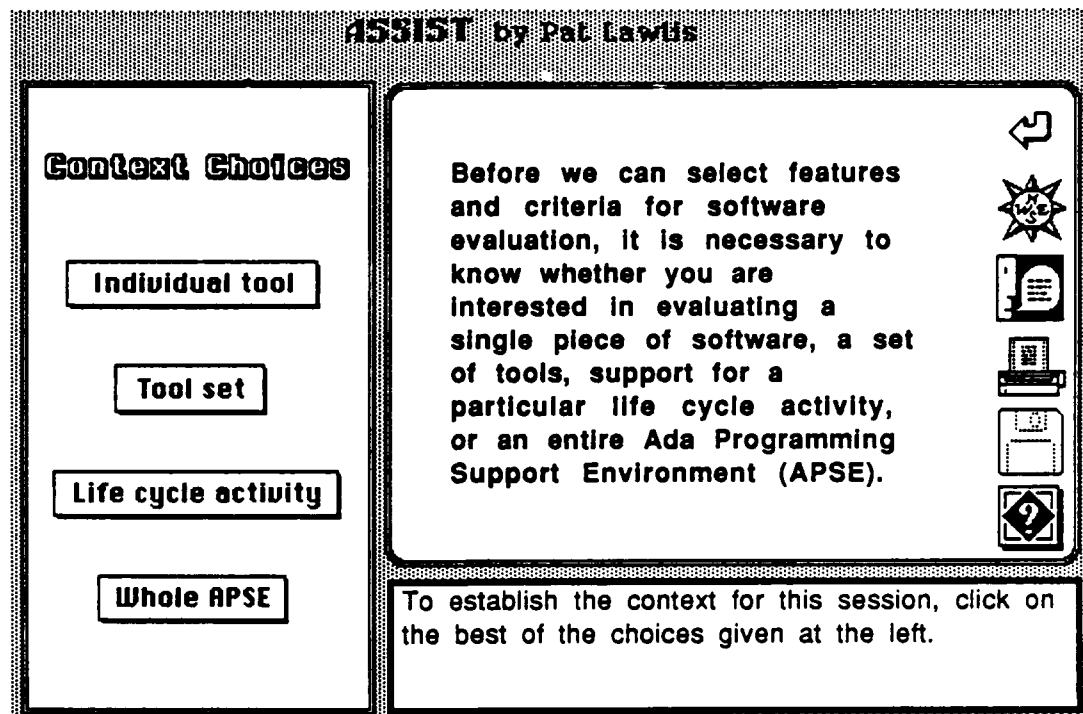 ASSIST by Pat Lawlis
Context Choices
Individual tool
Tool set
Life cycle activity
Whole APSE
Before we can select features
and criteria for software
evaluation, it is necessary to
know whether you are
interested in evaluating a
single piece of software, a set
of tools, support for a
particular life cycle activity,
or an entire Ada Programming
Support Environment (APSE).
N
W E
S
?
To establish the context for this session, click on
the best of the choices given at the left.